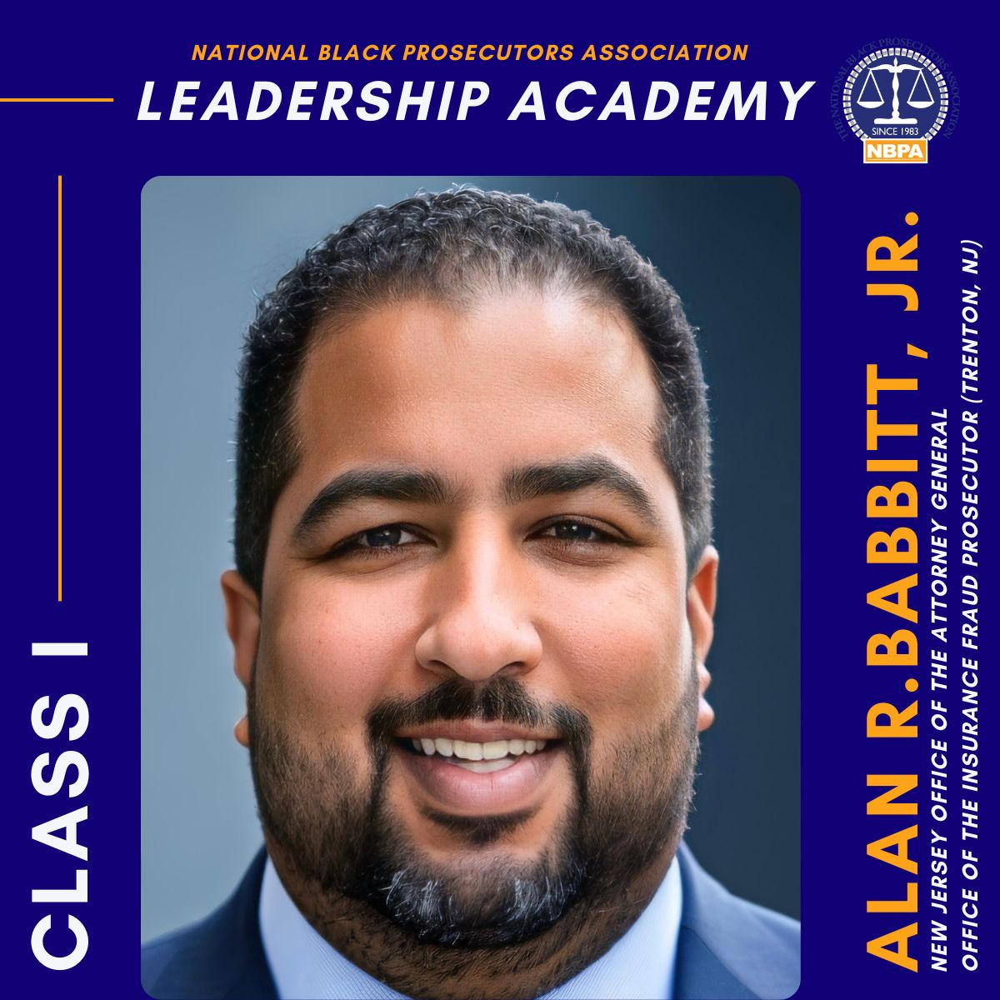 NATIONAL BLACK PROSECUTORS ASSOCIATION
LEADERSHIP ACADEMY
THE NATIONAL BLACK PROSECUTORS ASSOCIATION
SINCE 1983
NBPA
CLASS I
ALAN R.BABBITT, JR.
NEW JERSEY OFFICE OF THE ATTORNEY GENERAL
OFFICE OF THE INSURANCE FRAUD PROSECUTOR (TRENTON, NJ)